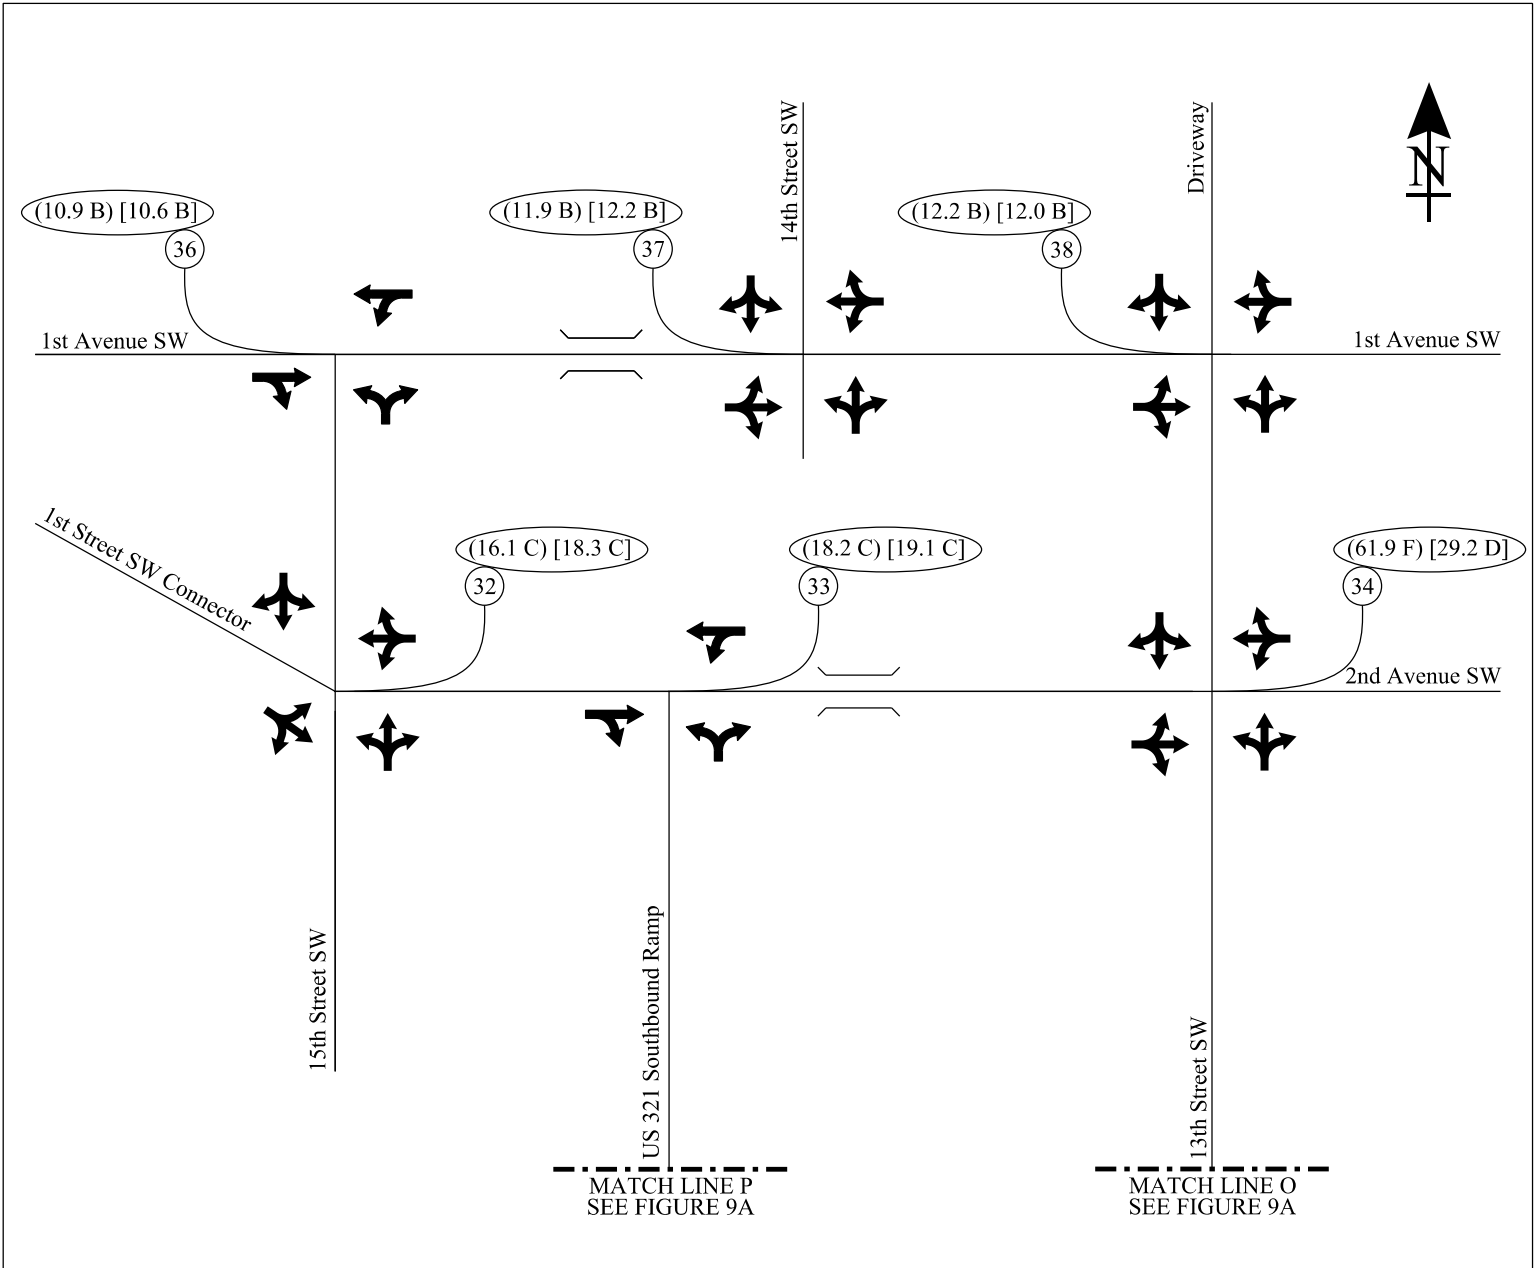 14th Street SW
Driveway
N
(10.9 B) [10.6 B]
36
(11.9 B) [12.2 B]
37
(12.2 B) [12.0 B]
38
1st Avenue SW
1st Avenue SW
1st Street SW Connector
(16.1 C) [18.3 C]
32
(18.2 C) [19.1 C]
33
(61.9 F) [29.2 D]
34
2nd Avenue SW
15th Street SW
US 321 Southbound Ramp
13th Street SW
MATCH LINE P
SEE FIGURE 9A
MATCH LINE O
SEE FIGURE 9A